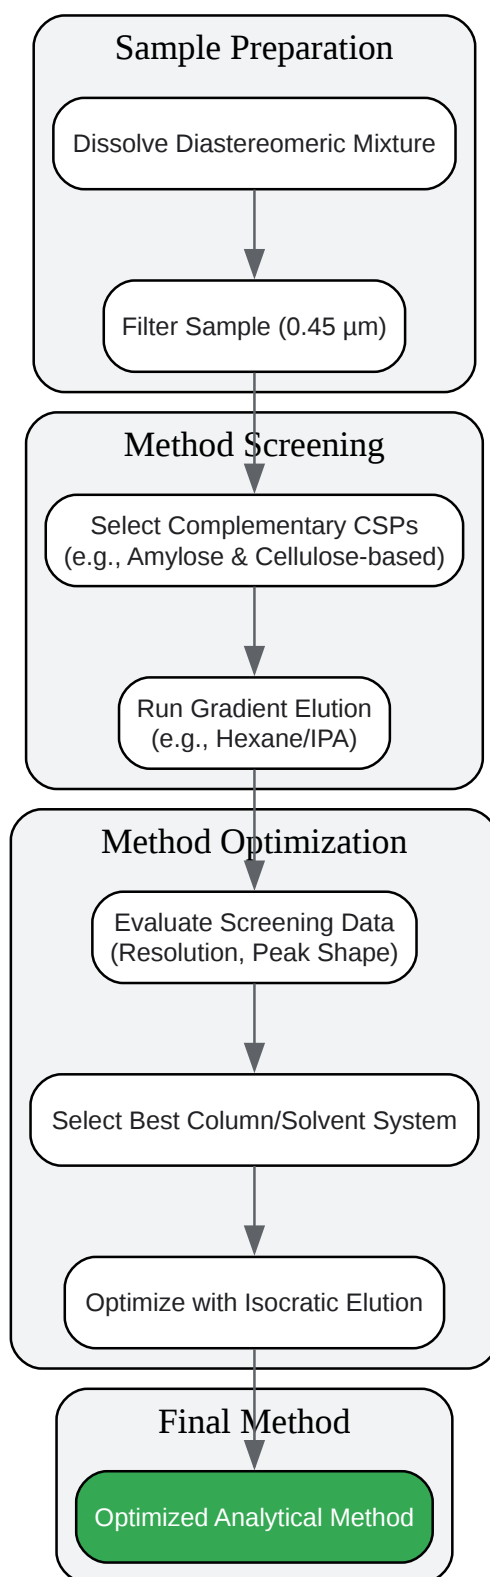 Sample Preparation
Dissolve Diastereomeric Mixture
Filter Sample (0.45 µm)
Method Screening
Select Complementary CSPs
(e.g., Amylose & Cellulose-based)
Run Gradient Elution
(e.g., Hexane/IPA)
Method Optimization
Evaluate Screening Data
(Resolution, Peak Shape)
Select Best Column/Solvent System
Optimize with Isocratic Elution
Final Method
Optimized Analytical Method